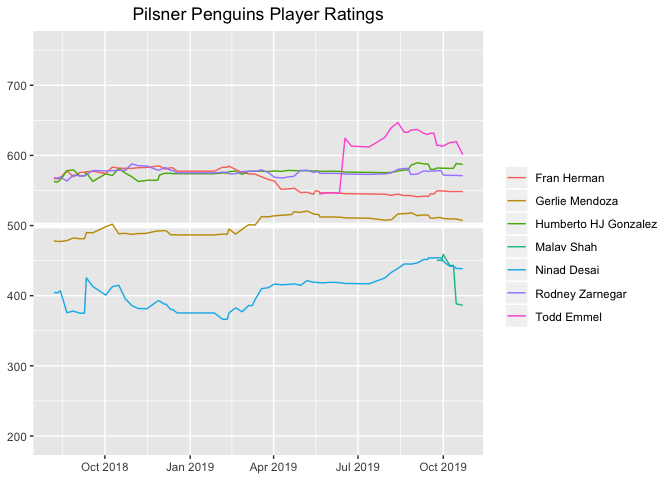 Pilsner Penguins Player Ratings
700
600
500
400
300
200
Oct 2018
Jan 2019
Apr 2019
Jul 2019
Oct 2019
Fran Herman
Gerlie Mendoza
Humberto HJ Gonzalez
Malav Shah
Ninad Desai
Rodney Zarnegar
Todd Emmel